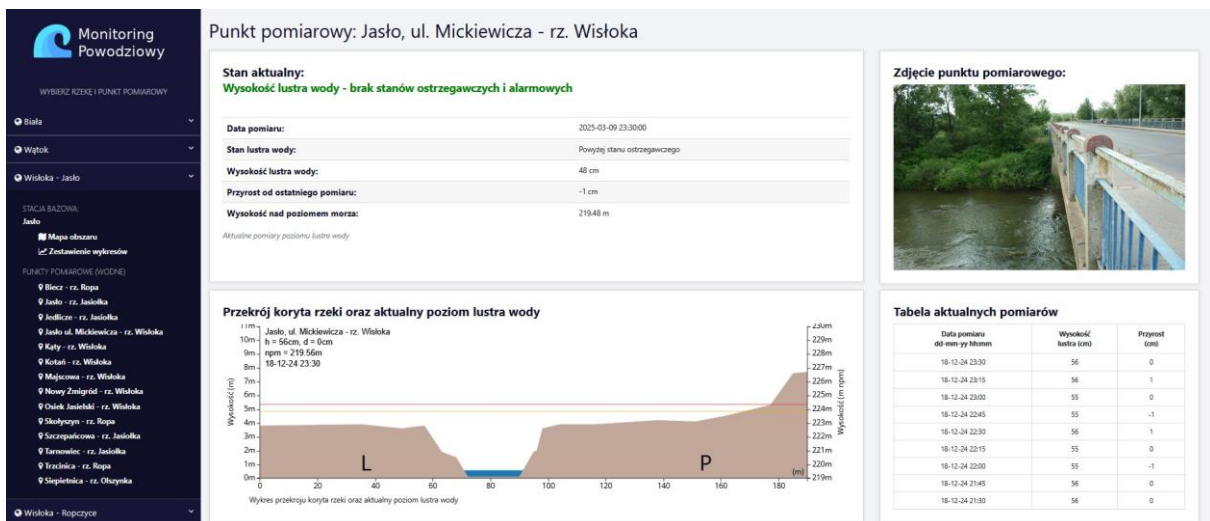 Monitoring
Powodziowy
WYBIERZ RZEKĘ I PUNKT POMIAROWY
Biała
Wątok
Wisłoka - Jasło
STACJA BAZOWA:
Jasło
Mapa obszaru
Zestawienie wykresów
PUNKTY POMIAROWE (WODNE)
Biecz - rz. Ropa
Jasło - rz. Jasiołka
Jedlicze - rz. Jasiołka
Jasło ul. Mickiewicza - rz. Wisłoka
Kąty - rz. Wisłoka
Kotań - rz. Wisłoka
Majscowa - rz. Wisłoka
Nowy Żmigród - rz. Wisłoka
Osiek Jasielski - rz. Wisłoka
Skołyszyn - rz. Ropa
Szczepańcowa - rz. Jasiołka
Tarnowiec - rz. Jasiołka
Trzcinica - rz. Ropa
Siepietnica - rz. Olszynka
Wisłoka - Ropczyce
Punkt pomiarowy: Jasło, ul. Mickiewicza - rz. Wisłoka
Stan aktualny:
Wysokość lustra wody - brak stanów ostrzegawczych i alarmowych
Data pomiaru: 2025-03-09 23:30:00
Stan lustra wody: Powyżej stanu ostrzegawczego
Wysokość lustra wody: 48 cm
Przyrost od ostatniego pomiaru: -1 cm
Wysokość nad poziomem morza: 219.48 m
Aktualne pomiary poziomu lustra wody
Zdjęcie punktu pomiarowego:
Przekrój koryta rzeki oraz aktualny poziom lustra wody
Jasło, ul. Mickiewicza - rz. Wisłoka
h = 56cm, d = 0cm
npm = 219.56m
18-12-24 23:30
Wysokość (m)
11m
10m
9m
8m
7m
6m
5m
4m
3m
2m
1m
0m
L
P
230m
229m
228m
227m
226m
225m
224m
223m
222m
221m
220m
219m
Wysokość (m npm)
(m)
0 20 40 60 80 100 120 140 160 180
Wykres przekroju koryta rzeki oraz aktualny poziom lustra wody
Tabela aktualnych pomiarów
Data pomiaru Wysokość Przyrost
dd-mm-yy hh:mm lustra (cm) (cm)
18-12-24 23:30 56 0
18-12-24 23:15 56 1
18-12-24 23:00 55 0
18-12-24 22:45 55 -1
18-12-24 22:30 56 1
18-12-24 22:15 55 0
18-12-24 22:00 55 -1
18-12-24 21:45 56 0
18-12-24 21:30 56 0